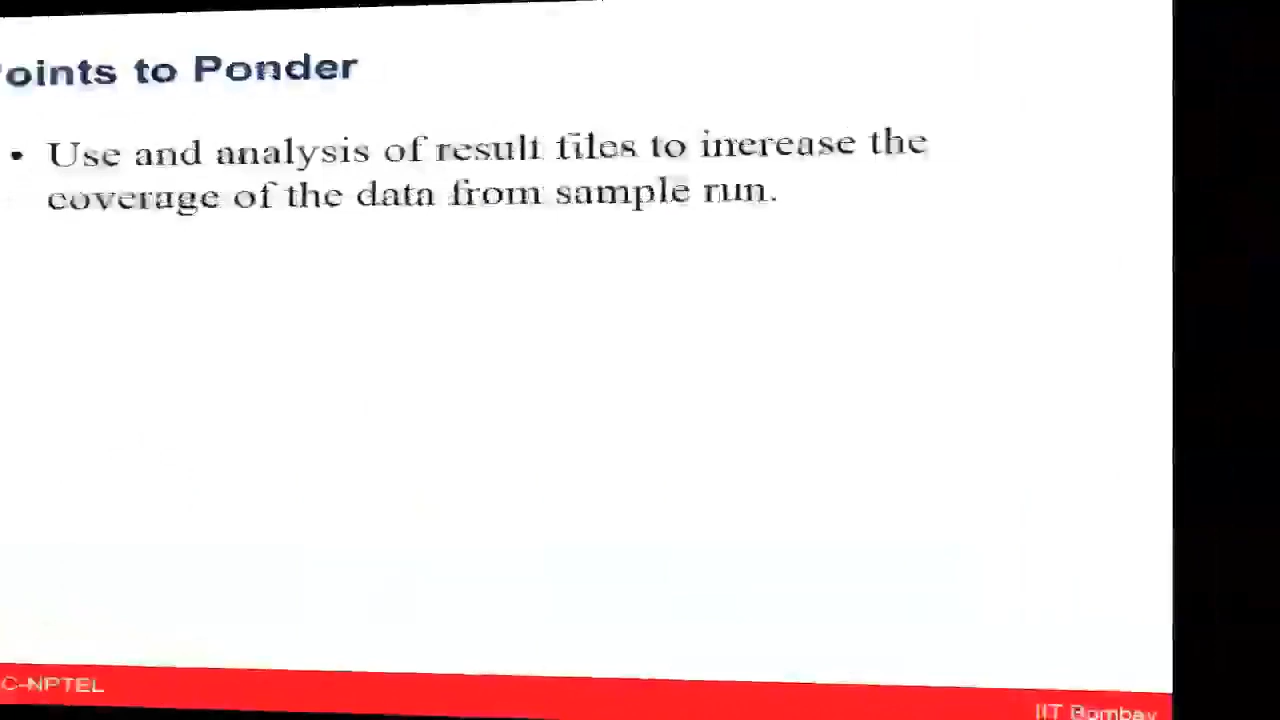 oints to Ponder
• Use and analysis of result files to increase the
coverage of the data from sample run.
C-NPTEL
IIT Bombay